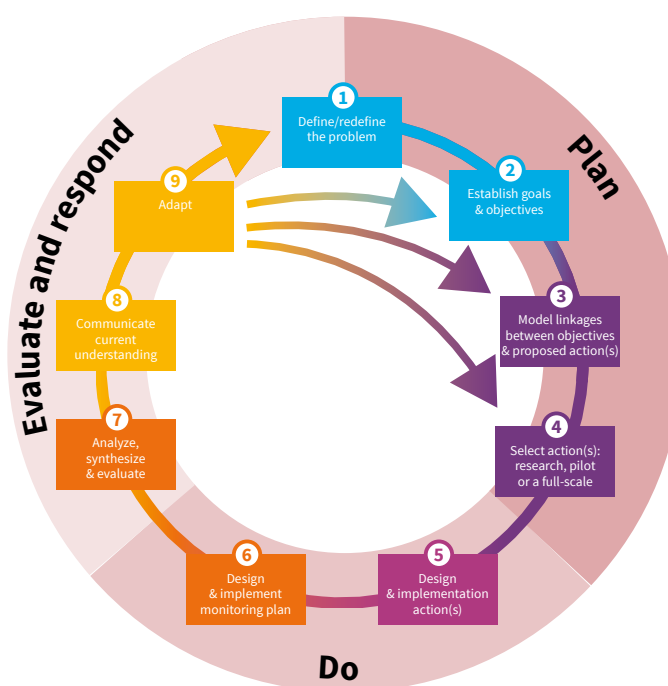 1
Define/redefine
the problem
2
Establish goals
& objectives
3
Model linkages
between objectives
& proposed action(s)
4
Select action(s):
research, pilot
or a full-scale
5
Design
& implementation
action(s)
6
Design
& implement
monitoring plan
7
Analyze,
synthesize
& evaluate
8
Communicate
current
understanding
9
Adapt
Plan
Do
Evaluate and respond